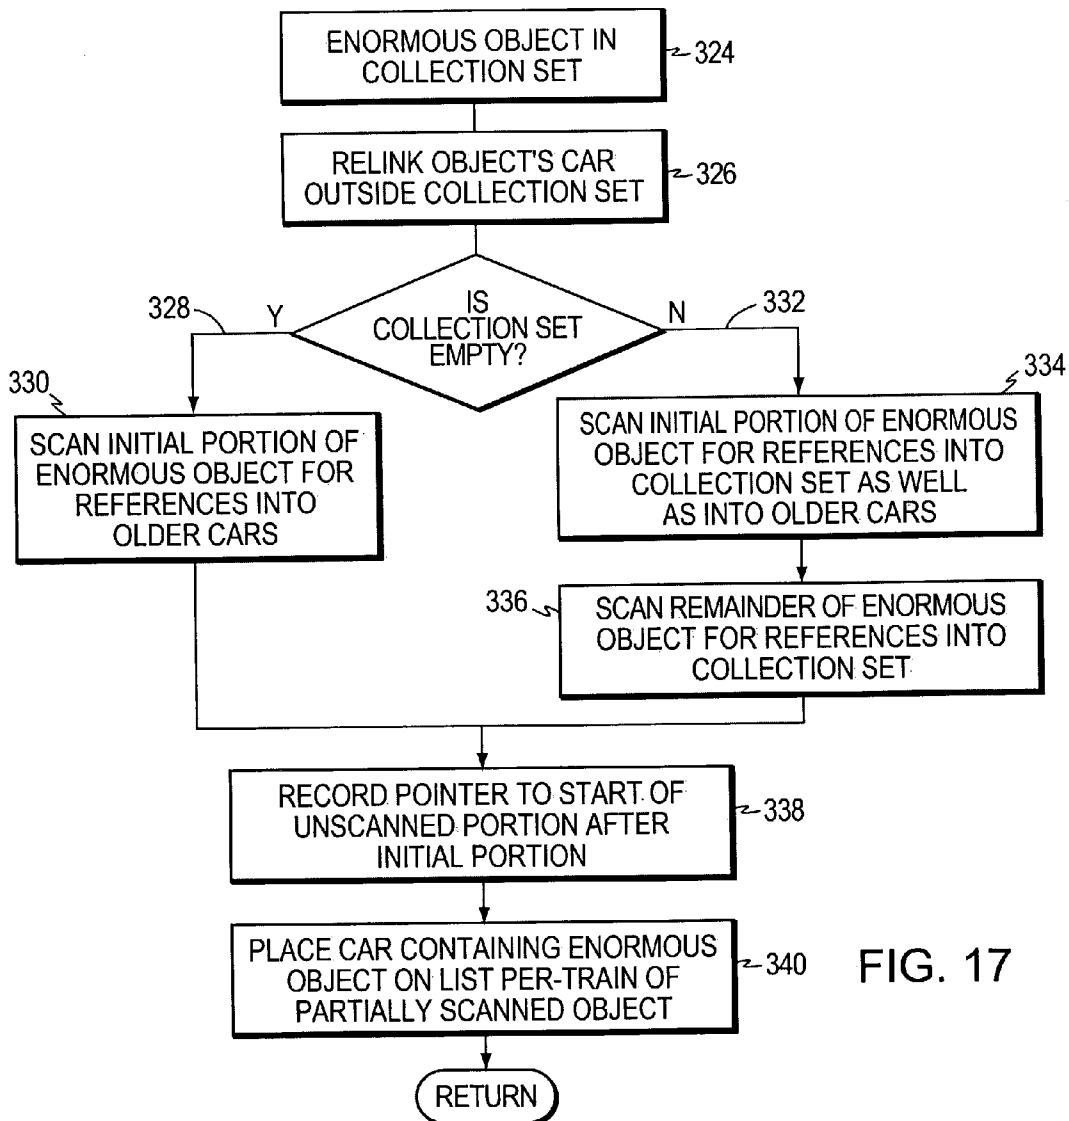 ENORMOUS OBJECT IN
COLLECTION SET
324
RELINK OBJECT'S CAR
OUTSIDE COLLECTION SET
326
IS
COLLECTION SET
EMPTY?
328
Y
N
332
330
SCAN INITIAL PORTION OF
ENORMOUS OBJECT FOR
REFERENCES INTO
OLDER CARS
334
SCAN INITIAL PORTION OF ENORMOUS
OBJECT FOR REFERENCES INTO
COLLECTION SET AS WELL
AS INTO OLDER CARS
336
SCAN REMAINDER OF ENORMOUS
OBJECT FOR REFERENCES INTO
COLLECTION SET
RECORD POINTER TO START OF
UNSCANNED PORTION AFTER
INITIAL PORTION
338
PLACE CAR CONTAINING ENORMOUS
OBJECT ON LIST PER-TRAIN OF
PARTIALLY SCANNED OBJECT
340
FIG. 17
RETURN